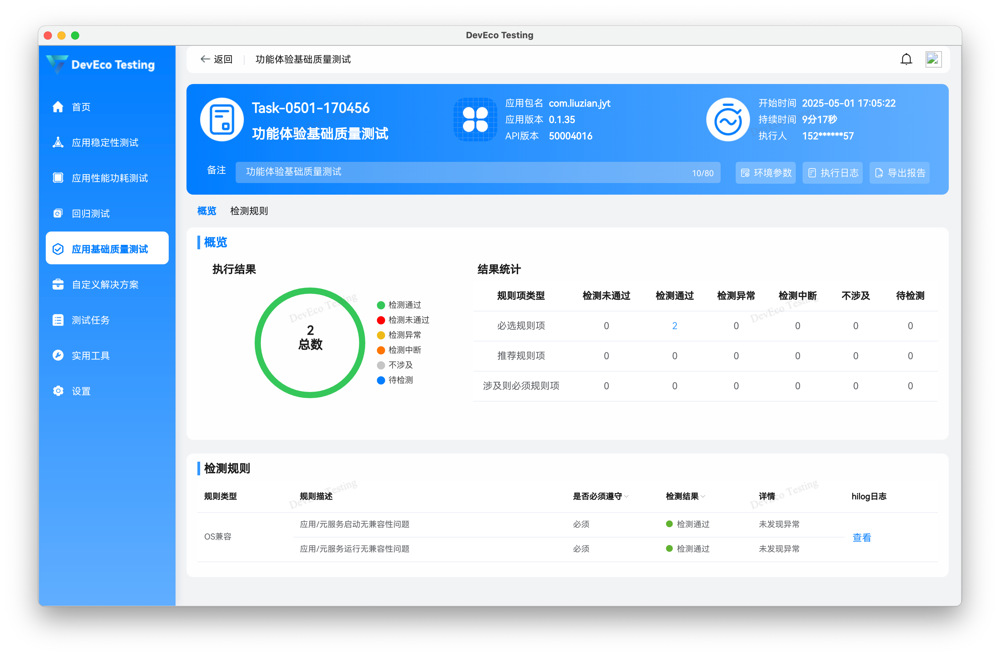 DevEco Testing
DevEco Testing
首页
应用稳定性测试
应用性能功耗测试
回归测试
应用基础质量测试
自定义解决方案
测试任务
实用工具
设置
返回 功能体验基础质量测试
Task-0501-170456
功能体验基础质量测试
应用包名 com.liuzian.jyt
应用版本 0.1.35
API版本 50004016
开始时间 2025-05-01 17:05:22
持续时间 9分17秒
执行人 152******57
备注 功能体验基础质量测试 10/80 环境参数 执行日志 导出报告
概览 检测规则
概览
执行结果
2
总数
检测通过
检测未通过
检测异常
检测中断
不涉及
待检测
结果统计
规则项类型 检测未通过 检测通过 检测异常 检测中断 不涉及 待检测
必选规则项 0 2 0 0 0 0
推荐规则项 0 0 0 0 0 0
涉及则必须规则项 0 0 0 0 0 0
DevEco Testing
DevEco Testing
检测规则
规则类型 规则描述 是否必须遵守 检测结果 详情 hilog日志
OS兼容
应用/元服务启动无兼容性问题 必须 检测通过 未发现异常
应用/元服务运行无兼容性问题 必须 检测通过 未发现异常
查看
DevEco Testing
DevEco Testing